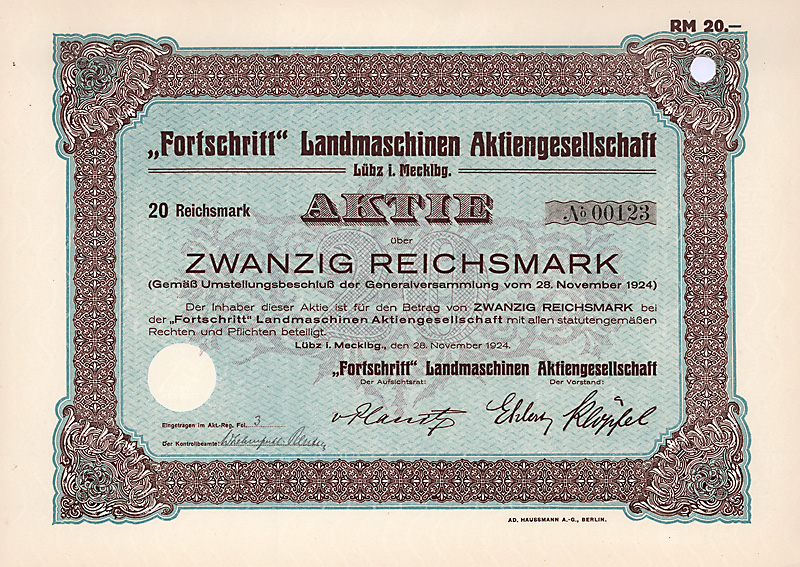 RM 20.—
„Fortschritt“ Landmaschinen Aktiengesellschaft
Lübz i. Mecklbg.
20 Reichsmark AKTIE № 00123
über
ZWANZIG REICHSMARK
(Gemäß Umstellungsbeschluß der Generalversammlung vom 28. November 1924)
Der Inhaber dieser Aktie ist für den Betrag von ZWANZIG REICHSMARK bei
der „Fortschritt“ Landmaschinen Aktiengesellschaft mit allen statutengemäßen
Rechten und Pflichten beteiligt.
Lübz i. Mecklbg., den 28. November 1924.
„Fortschritt“ Landmaschinen Aktiengesellschaft
Der Aufsichtsrat: Der Vorstand:
Klöpfel
Eingetragen im Akt.-Reg. Fol. 3
Der Kontrollbeamte:
AD. HAUSSMANN A.-G., BERLIN.